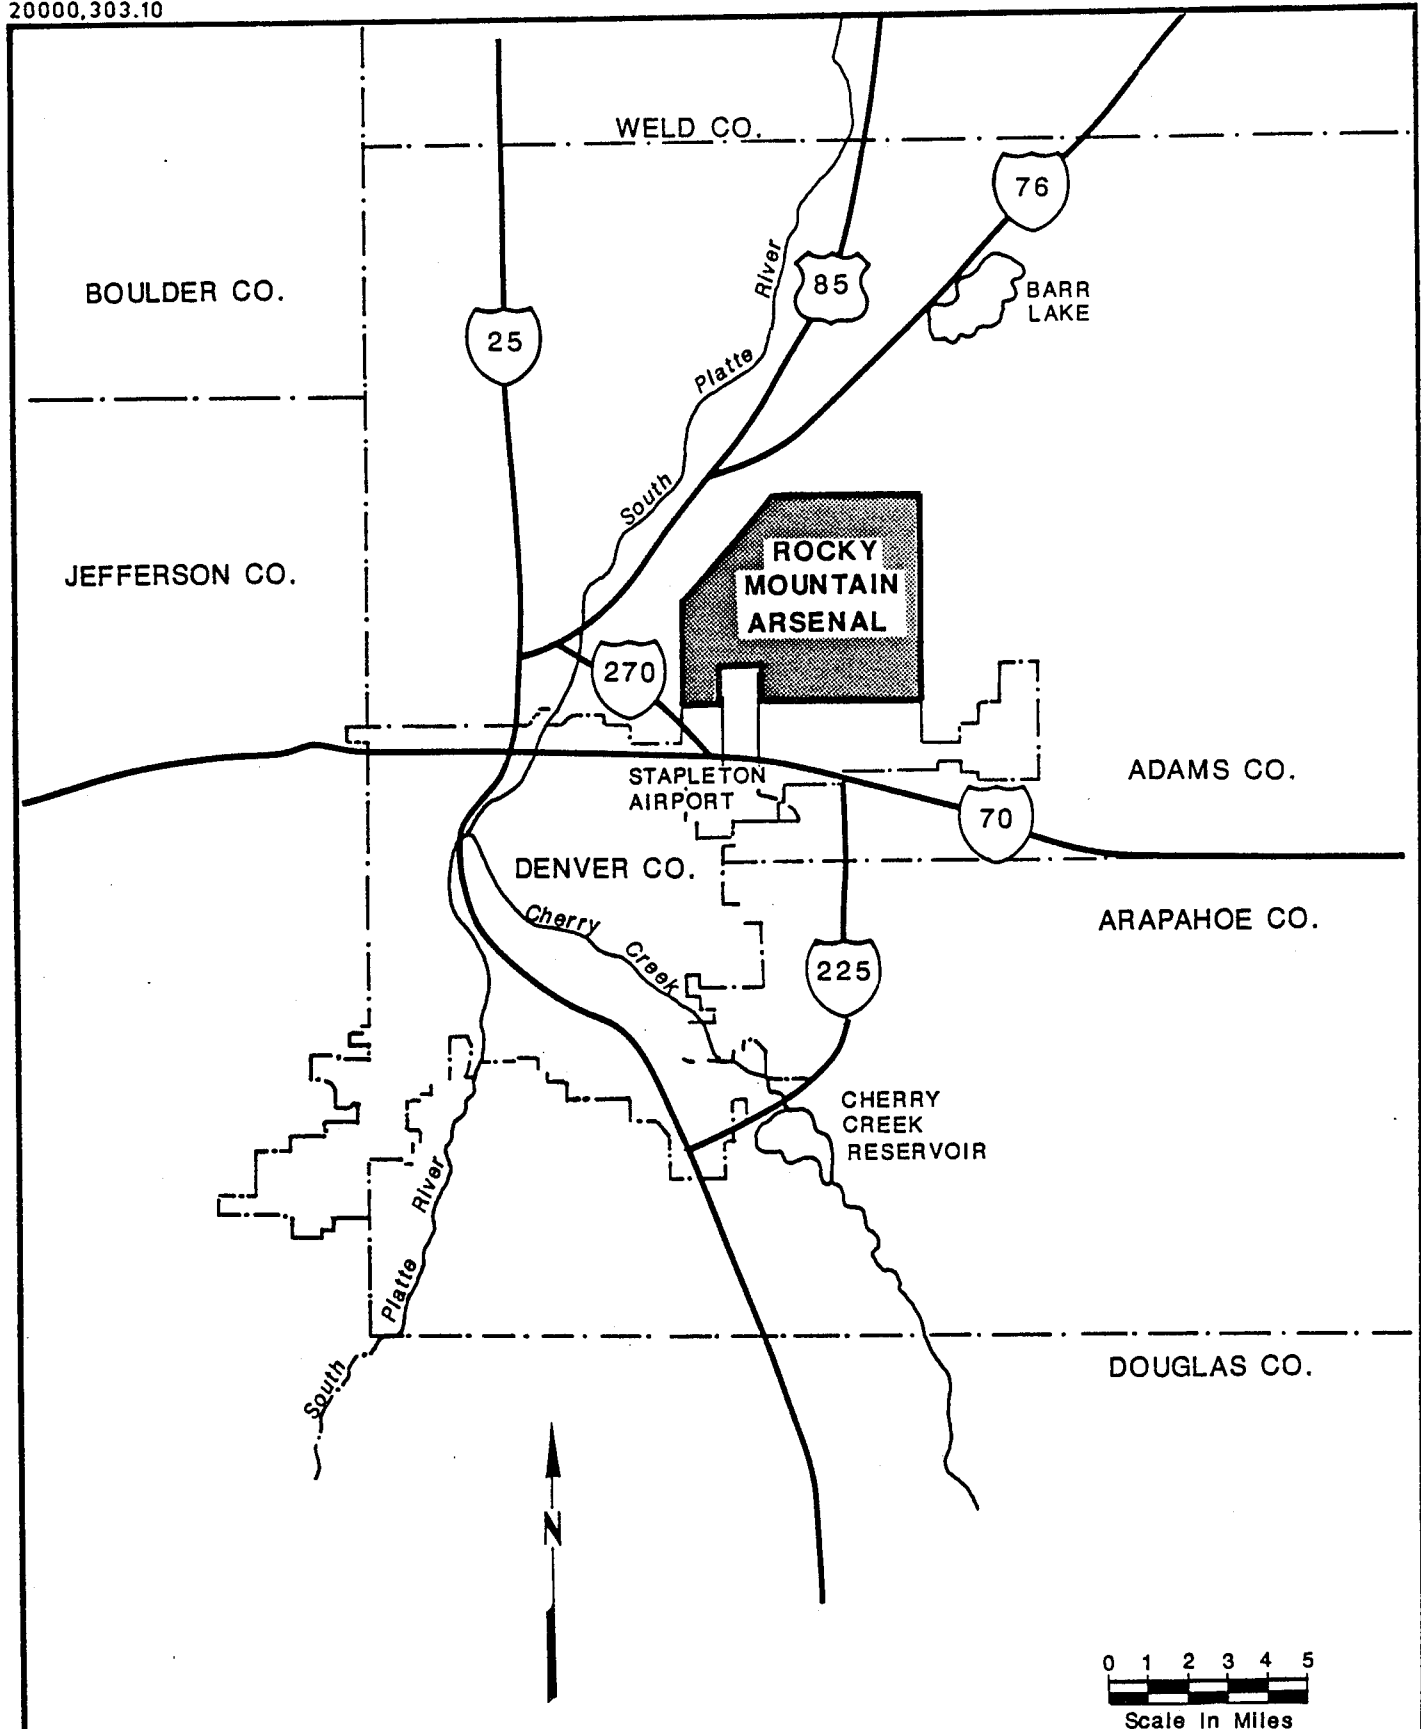 20000,303.10
WELD CO.
76
River
85
BOULDER CO.
BARR
LAKE
25
Platte
South
ROCKY
MOUNTAIN
ARSENAL
JEFFERSON CO.
270
STAPLETON
AIRPORT
ADAMS CO.
70
DENVER CO.
Cherry
Creek
ARAPAHOE CO.
225
CHERRY
CREEK
RESERVOIR
River
Platte
South
DOUGLAS CO.
N
0 1 2 3 4 5
Scale In Miles